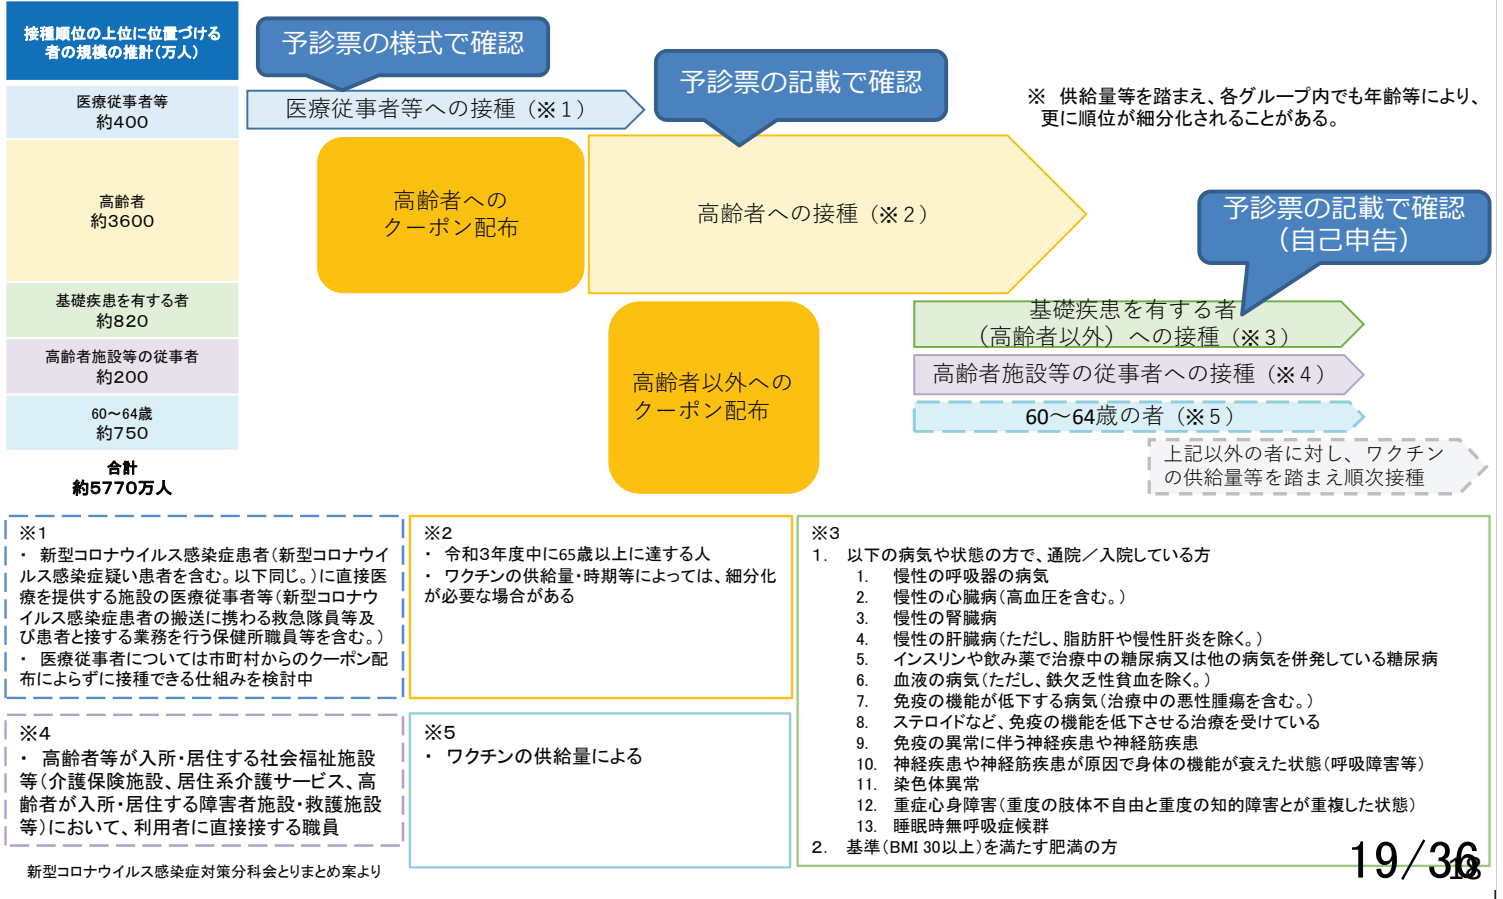 接種順位の上位に位置づける
者の規模の推計(万人)
医療従事者等
約400
高齢者
約3600
基礎疾患を有する者
約820
高齢者施設等の従事者
約200
60～64歳
約750
合計
約5770万人
予診票の様式で確認
医療従事者等への接種（※１）
予診票の記載で確認
※　供給量等を踏まえ、各グループ内でも年齢等により、
更に順位が細分化されることがある。
高齢者への
クーポン配布
高齢者への接種（※２）
予診票の記載で確認
（自己申告）
高齢者以外への
クーポン配布
基礎疾患を有する者
（高齢者以外）への接種（※３）
高齢者施設等の従事者への接種（※４）
60～64歳の者（※５）
上記以外の者に対し、ワクチン
の供給量等を踏まえ順次接種
※１
・ 新型コロナウイルス感染症患者（新型コロナウイ
ルス感染症疑い患者を含む。以下同じ。）に直接医
療を提供する施設の医療従事者等（新型コロナウ
イルス感染症患者の搬送に携わる救急隊員等及
び患者と接する業務を行う保健所職員等を含む。）
・ 医療従事者については市町村からのクーポン配
布によらずに接種できる仕組みを検討中
※２
・ 令和３年度中に65歳以上に達する人
・ ワクチンの供給量・時期等によっては、細分化
が必要な場合がある
※３
１． 以下の病気や状態の方で、通院／入院している方
1. 慢性の呼吸器の病気
2. 慢性の心臓病（高血圧を含む。）
3. 慢性の腎臓病
4. 慢性の肝臓病（ただし、脂肪肝や慢性肝炎を除く。）
5. インスリンや飲み薬で治療中の糖尿病又は他の病気を併発している糖尿病
6. 血液の病気（ただし、鉄欠乏性貧血を除く。）
7. 免疫の機能が低下する病気（治療中の悪性腫瘍を含む。）
8. ステロイドなど、免疫の機能を低下させる治療を受けている
9. 免疫の異常に伴う神経疾患や神経筋疾患
10. 神経疾患や神経筋疾患が原因で身体の機能が衰えた状態（呼吸障害等）
11. 染色体異常
12. 重症心身障害（重度の肢体不自由と重度の知的障害とが重複した状態）
13. 睡眠時無呼吸症候群
２． 基準（BMI 30以上）を満たす肥満の方
※４
・ 高齢者等が入所・居住する社会福祉施設
等（介護保険施設、居住系介護サービス、高
齢者が入所・居住する障害者施設・救護施設
等）において、利用者に直接接する職員
※５
・ ワクチンの供給量による
新型コロナウイルス感染症対策分科会とりまとめ案より
19/36
18